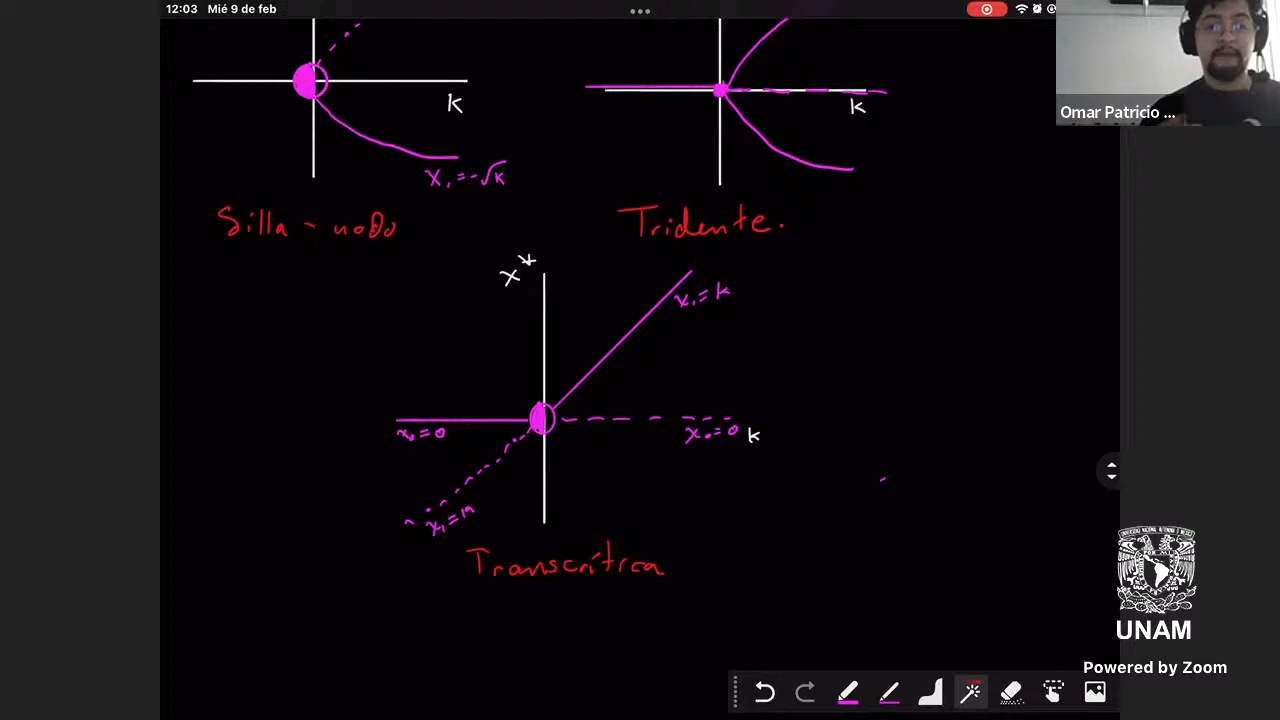 12:03 Mié 9 de feb
Omar Patricio ...
k
k
x₁ = -√k
Silla - nodo
Tridente.
x*
x₁ = k
x₀ = 0
x₀ = 0
k
x₁ =
Transcrítica
UNAM
Powered by Zoom